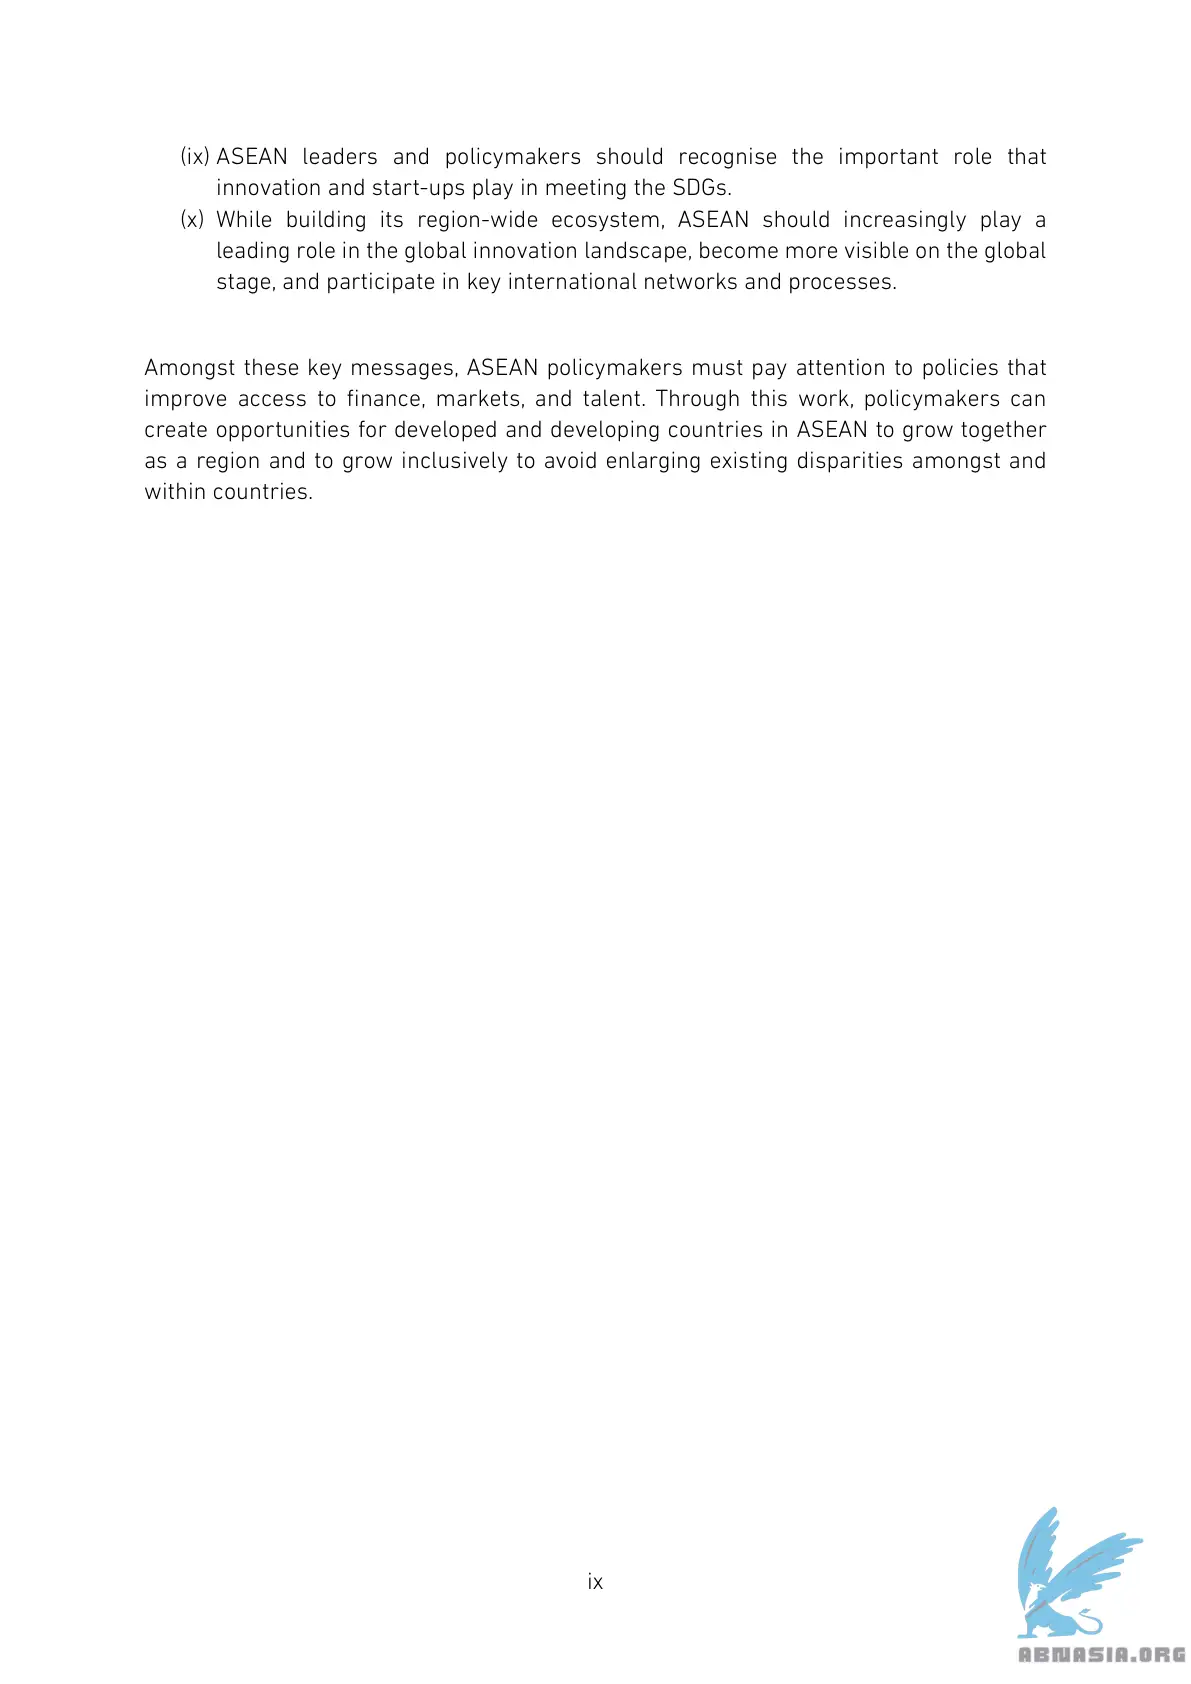 (ix) ASEAN leaders and policymakers should recognise the important role that
innovation and start-ups play in meeting the SDGs.
(x) While building its region-wide ecosystem, ASEAN should increasingly play a
leading role in the global innovation landscape, become more visible on the global
stage, and participate in key international networks and processes.
Amongst these key messages, ASEAN policymakers must pay attention to policies that
improve access to finance, markets, and talent. Through this work, policymakers can
create opportunities for developed and developing countries in ASEAN to grow together
as a region and to grow inclusively to avoid enlarging existing disparities amongst and
within countries.
ix
ABNASIA.ORG